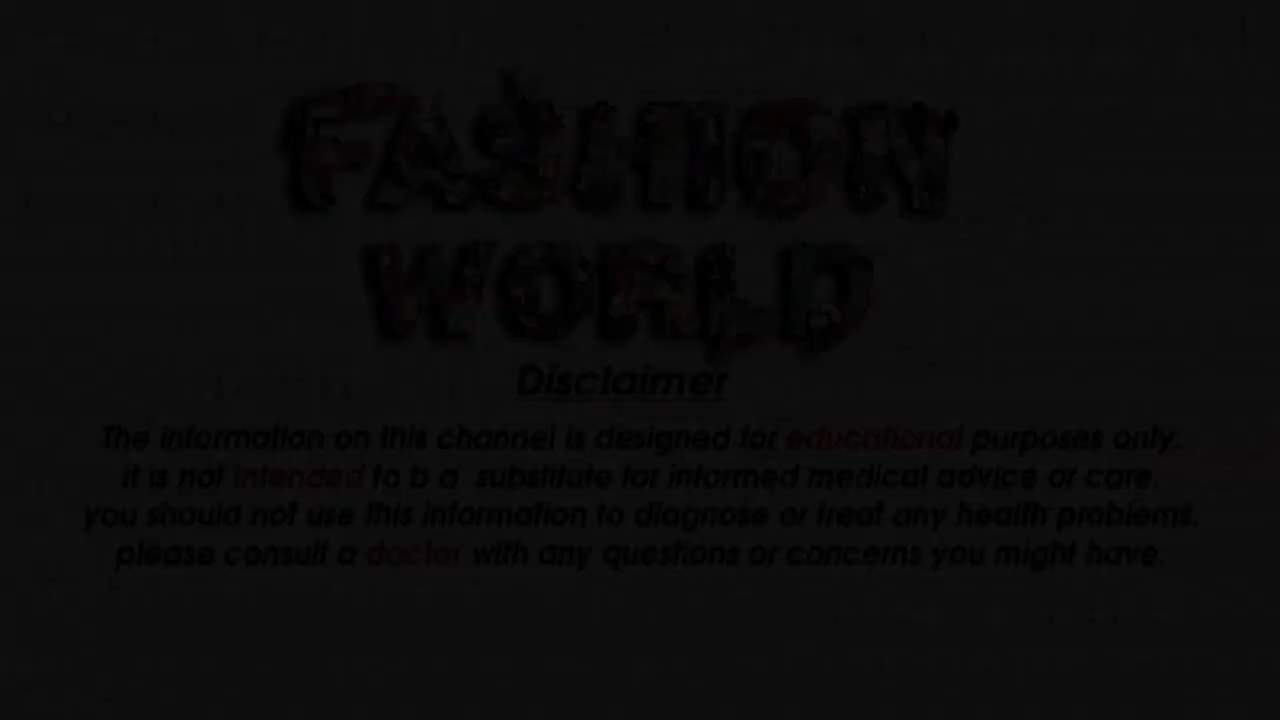 FASHION
WORLD
Disclaimer
The information on this channel is designed for educational purposes only.
it is not intended to b a substitute for informed medical advice or care.
you should not use this information to diagnose or treat any health problems.
please consult a doctor with any questions or concerns you might have.